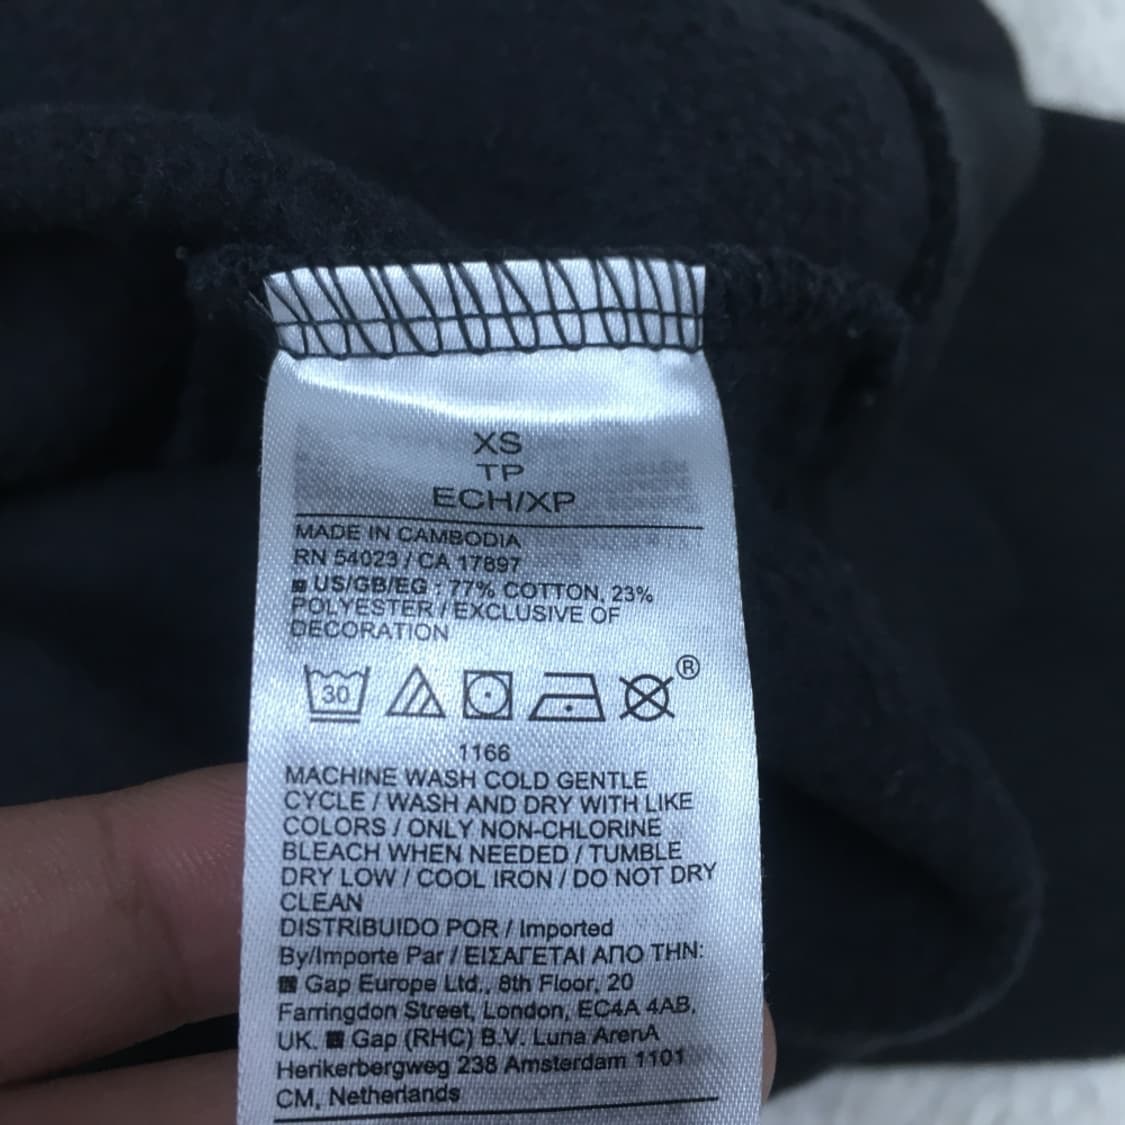 XS
TP
ECH/XP
MADE IN CAMBODIA
RN 54023 / CA 17897
US/GB/EG : 77% COTTON, 23%
POLYESTER / EXCLUSIVE OF
DECORATION
30
®
1166
MACHINE WASH COLD GENTLE
CYCLE / WASH AND DRY WITH LIKE
COLORS / ONLY NON-CHLORINE
BLEACH WHEN NEEDED / TUMBLE
DRY LOW / COOL IRON / DO NOT DRY
CLEAN
DISTRIBUIDO POR / Imported
By/Importe Par / ΕΙΣΑΓΕΤΑΙ ΑΠΟ ΤΗΝ:
Gap Europe Ltd., 8th Floor, 20
Farringdon Street, London, EC4A 4AB,
UK. Gap (RHC) B.V. Luna ArenA
Herikerbergweg 238 Amsterdam 1101
CM, Netherlands